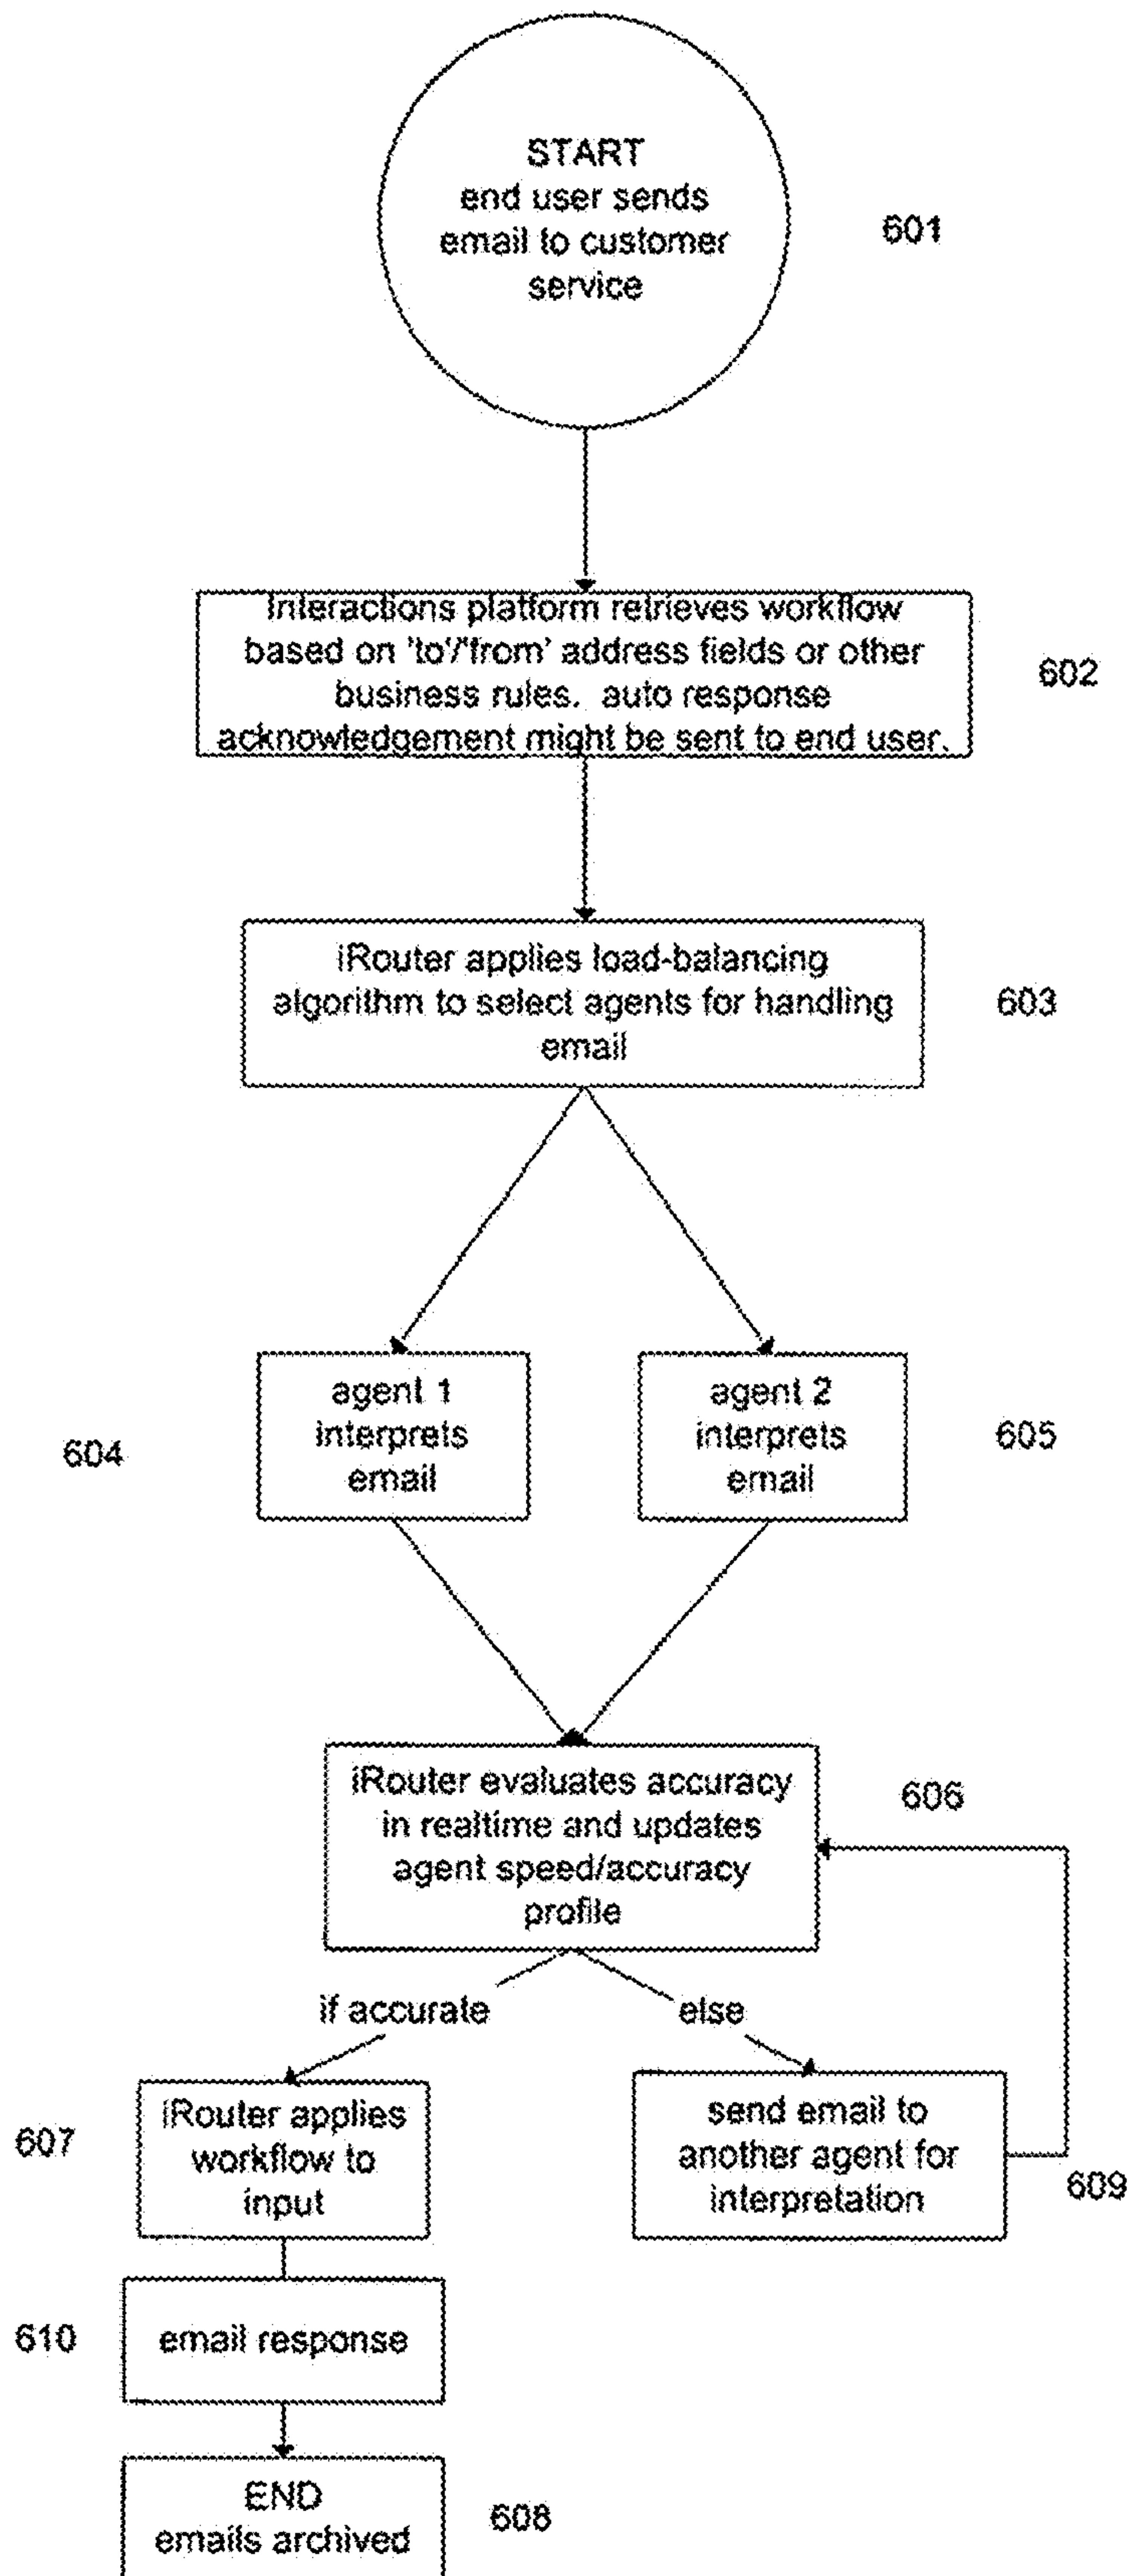 START
end user sends
email to customer
service
601
Interactions platform retrieves workflow
based on 'to'/'from' address fields or other
business rules. auto response
acknowledgement might be sent to end user.
602
iRouter applies load-balancing
algorithm to select agents for handling
email
603
604
agent 1
interprets
email
agent 2
interprets
email
605
iRouter evaluates accuracy
in realtime and updates
agent speed/accuracy
profile
606
if accurate
else
607
iRouter applies
workflow to
input
send email to
another agent for
interpretation
609
610
email response
END
emails archived
608